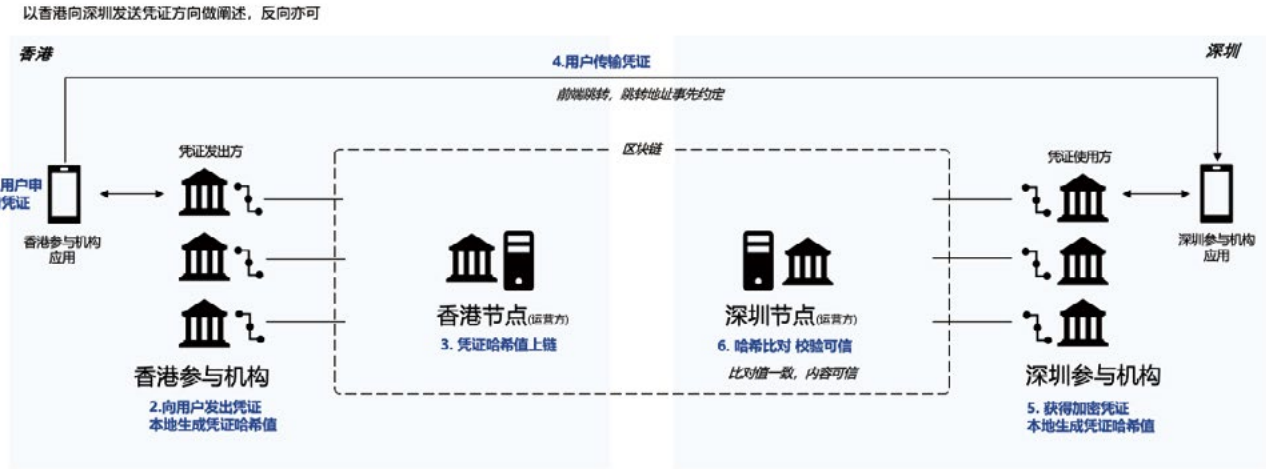 以香港向深圳发送凭证方向做阐述，反向亦可
香港
深圳
4.用户传输凭证
前端跳转，跳转地址事先约定
区块链
凭证发出方
凭证使用方
用户申
凭证
香港参与机构
应用
深圳参与机构
应用
香港节点(运营方)
3. 凭证哈希值上链
深圳节点(运营方)
6. 哈希比对 校验可信
比对值一致，内容可信
香港参与机构
2.向用户发出凭证
本地生成凭证哈希值
深圳参与机构
5. 获得加密凭证
本地生成凭证哈希值